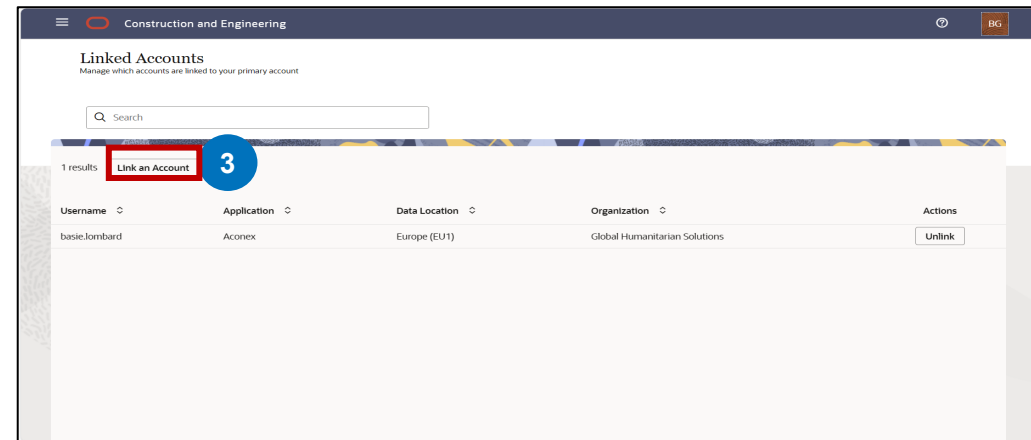 Construction and Engineering
BG
Linked Accounts
Manage which accounts are linked to your primary account
Search
1 results Link an Account 3
Username Application Data Location Organization Actions
basie.lombard Aconex Europe (EU1) Global Humanitarian Solutions Unlink